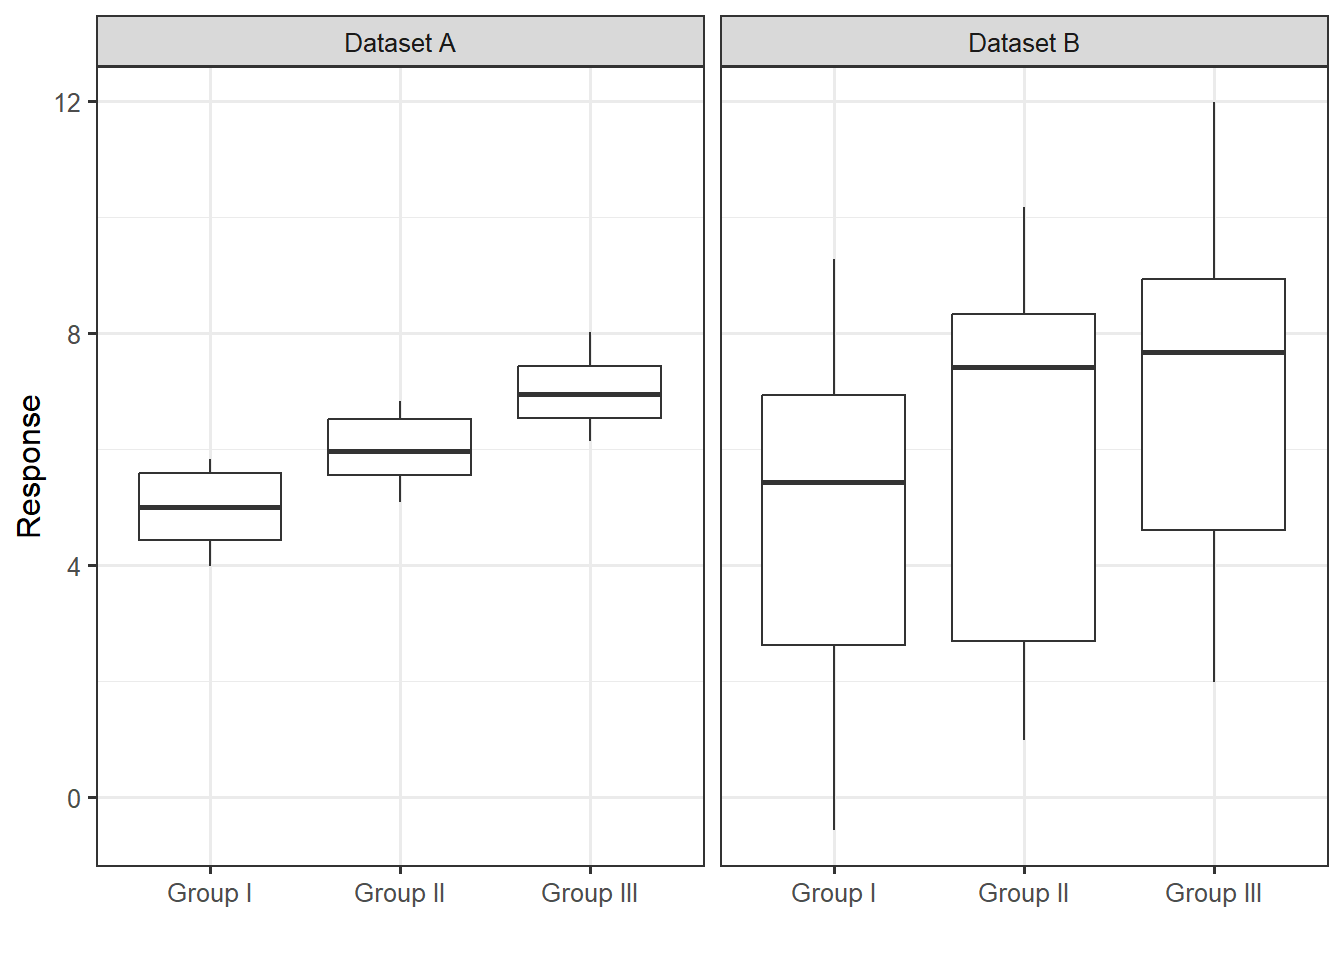 Dataset A
Dataset B
12
8
4
0
Response
Group I
Group II
Group III
Group I
Group II
Group III